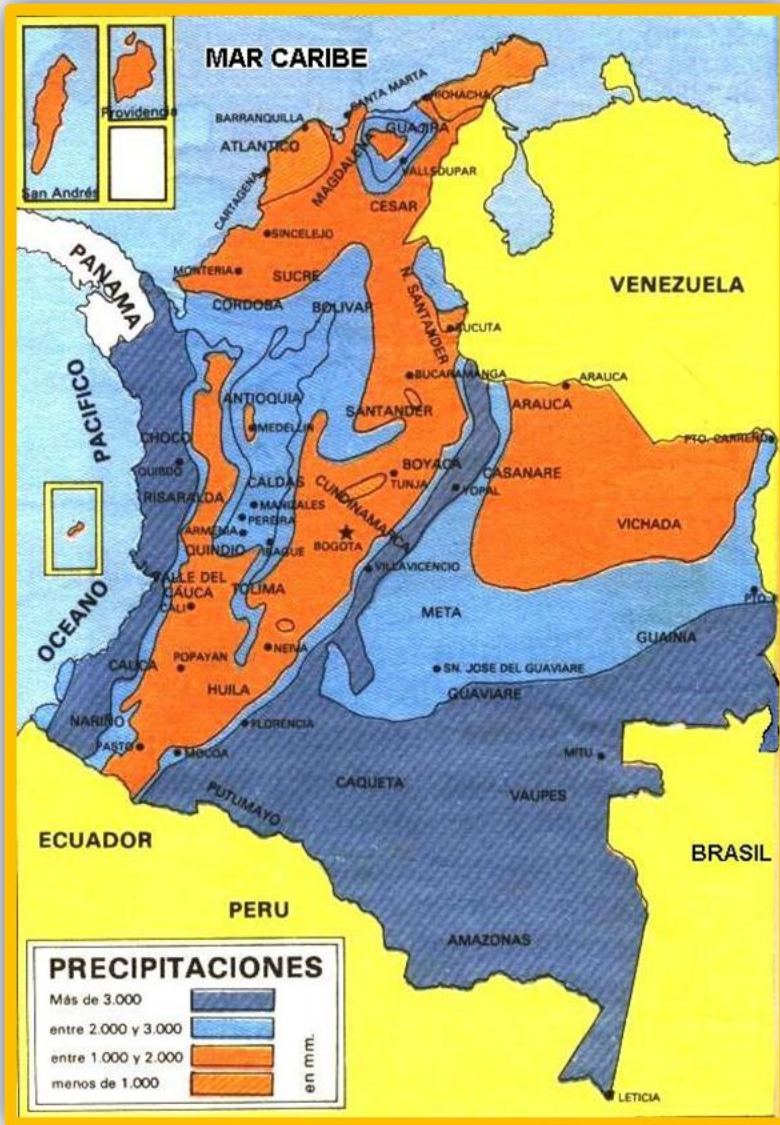 MAR CARIBE
Providencia
San Andrés
SANTA MARTA
RIOHACHA
BARRANQUILLA
GUAJIRA
ATLANTICO
MAGDALENA
VALLEDUPAR
CARTAGENA
CESAR
SINCELEJO
PANAMA
MONTERIA
SUCRE
VENEZUELA
CORDOBA
BOLIVAR
N. SANTANDER
CUCUTA
BUCARAMANGA
ARAUCA
ARAUCA
ANTIOQUIA
SANTANDER
PACIFICO
MEDELLIN
CHOCO
PTO. CARREÑO
QUIBDO
BOYACA
CASANARE
TUNJA
YOPAL
RISARALDA
CALDAS
CUNDINAMARCA
MANIZALES
PEREIRA
VICHADA
ARMENIA
QUINDIO
IBAGUE
BOGOTA
VILLAVICENCIO
VALLE DEL
CAUCA
TOLIMA
CALI
META
OCEANO
GUAINIA
NEIVA
CAUCA
POPAYAN
SN. JOSE DEL GUAVIARE
HUILA
GUAVIARE
NARIÑO
FLORENCIA
PASTO
MOCOA
MITU
CAQUETA
PUTUMAYO
VAUPES
ECUADOR
BRASIL
PERU
AMAZONAS
PRECIPITACIONES
Más de 3.000
entre 2.000 y 3.000
entre 1.000 y 2.000
menos de 1.000
en mm.
LETICIA